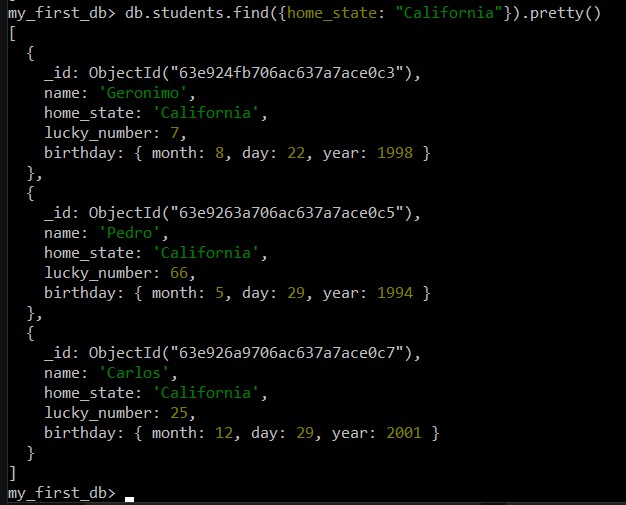 my_first_db> db.students.find({home_state: "California"}).pretty()
[
  {
    _id: ObjectId("63e924fb706ac637a7ace0c3"),
    name: 'Geronimo',
    home_state: 'California',
    lucky_number: 7,
    birthday: { month: 8, day: 22, year: 1998 }
  },
  {
    _id: ObjectId("63e9263a706ac637a7ace0c5"),
    name: 'Pedro',
    home_state: 'California',
    lucky_number: 66,
    birthday: { month: 5, day: 29, year: 1994 }
  },
  {
    _id: ObjectId("63e926a9706ac637a7ace0c7"),
    name: 'Carlos',
    home_state: 'California',
    lucky_number: 25,
    birthday: { month: 12, day: 29, year: 2001 }
  }
]
my_first_db>